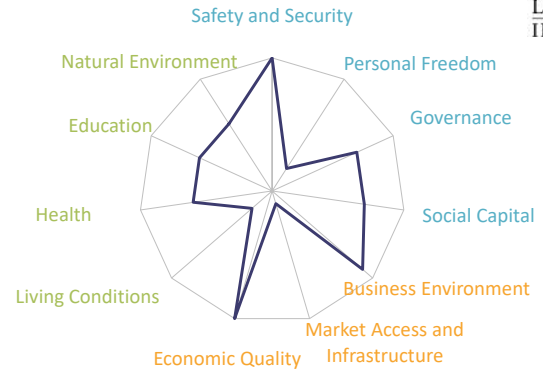 Safety and Security
Natural Environment
Personal Freedom
Education
Governance
Health
Social Capital
Living Conditions
Business Environment
Market Access and
Infrastructure
Economic Quality